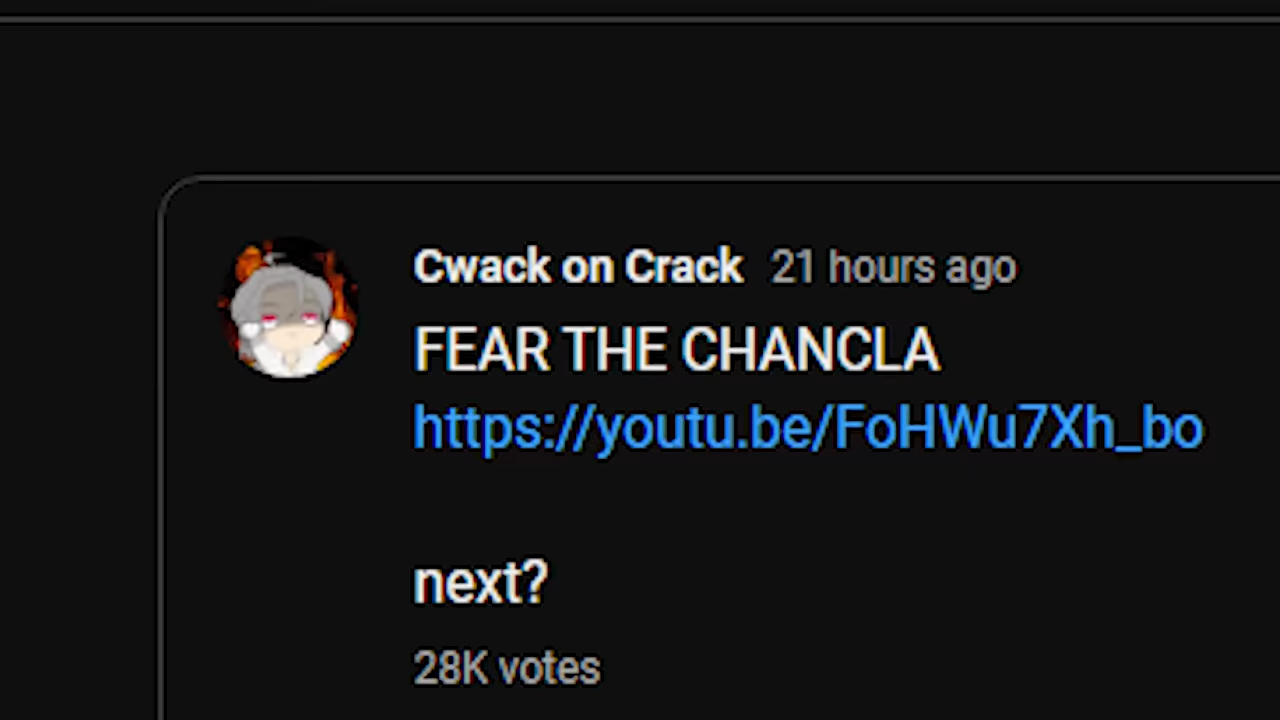 Cwack on Crack 21 hours ago
FEAR THE CHANCLA
https://youtu.be/FoHWu7Xh_bo
next?
28K votes